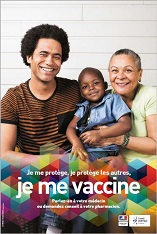 Je me protège, je protège les autres,
je me vaccine
Parlez-en à votre médecin
ou demandez conseil à votre pharmacien.